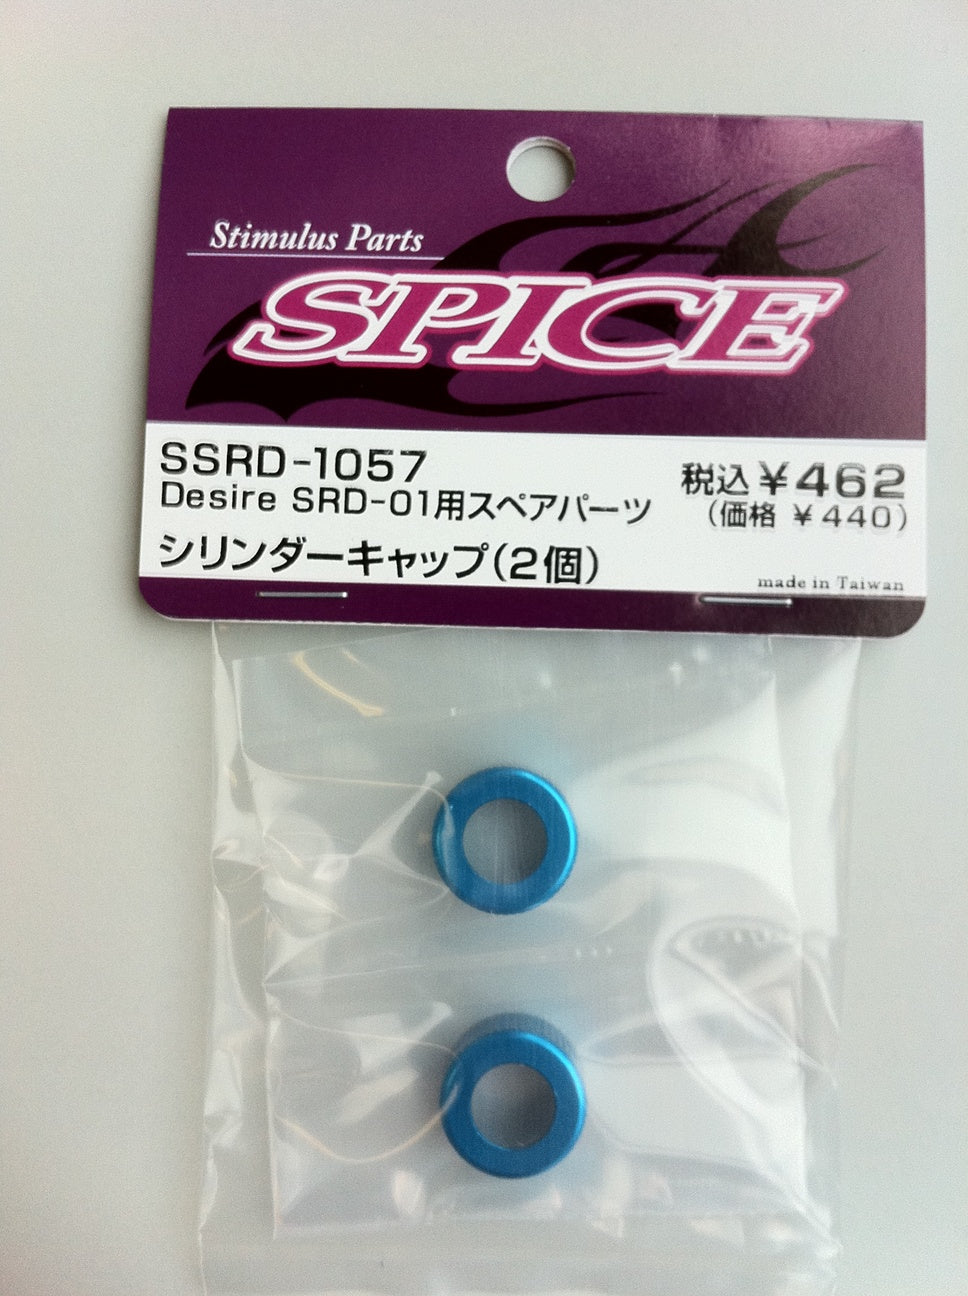 Stimulus Parts
SPICE
SSRD-1057
Desire SRD-01用スペアパーツ
シリンダーキャップ(2個)
税込¥462
(価格 ¥440)
made in Taiwan